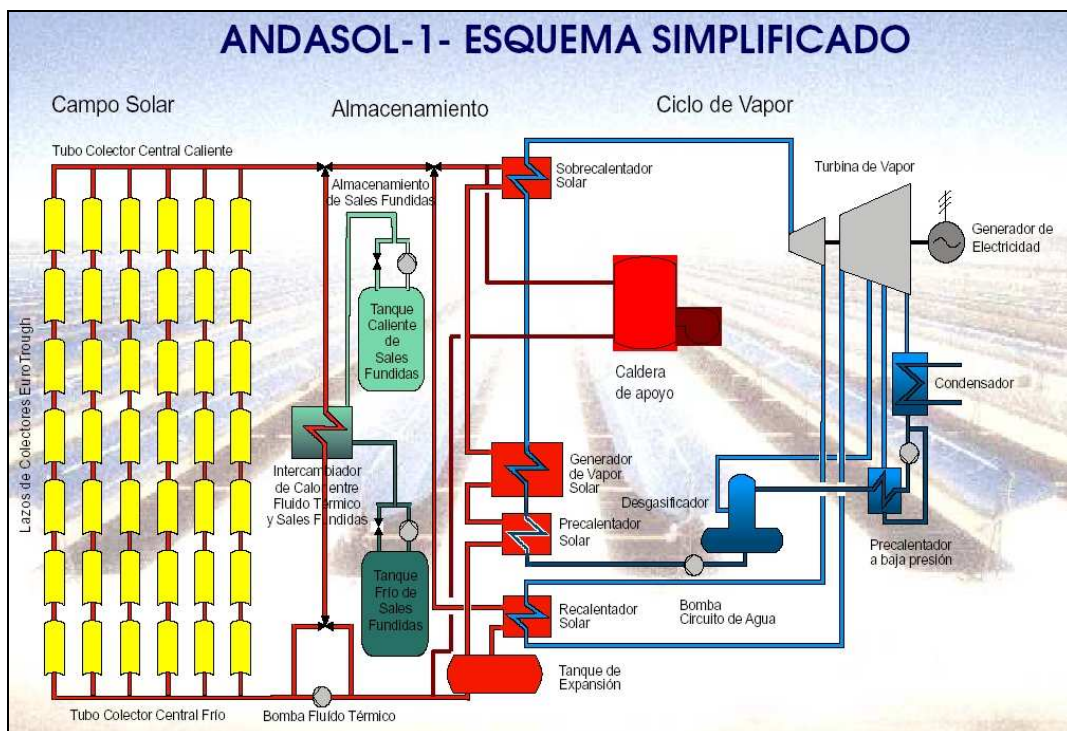 ANDASOL-1- ESQUEMA SIMPLIFICADO
Campo Solar
Almacenamiento
Ciclo de Vapor
Tubo Colector Central Caliente
Almacenamiento
de Sales Fundidas
Sobrecalentador
Solar
Turbina de Vapor
Generador de
Electricidad
Tanque
Caliente
de
Sales
Fundidas
Caldera
de apoyo
Condensador
Lazos de Colectores EuroTrough
Intercambiador
de Calor entre
Fluido Térmico
y Sales Fundidas
Generador
de Vapor
Solar
Desgasificador
Precalentador
Solar
Precalentador
a baja presión
Tanque
Frío de
Sales
Fundidas
Recalentador
Solar
Bomba
Circuito de Agua
Tanque de
Expansión
Tubo Colector Central Frío
Bomba Fluído Térmico